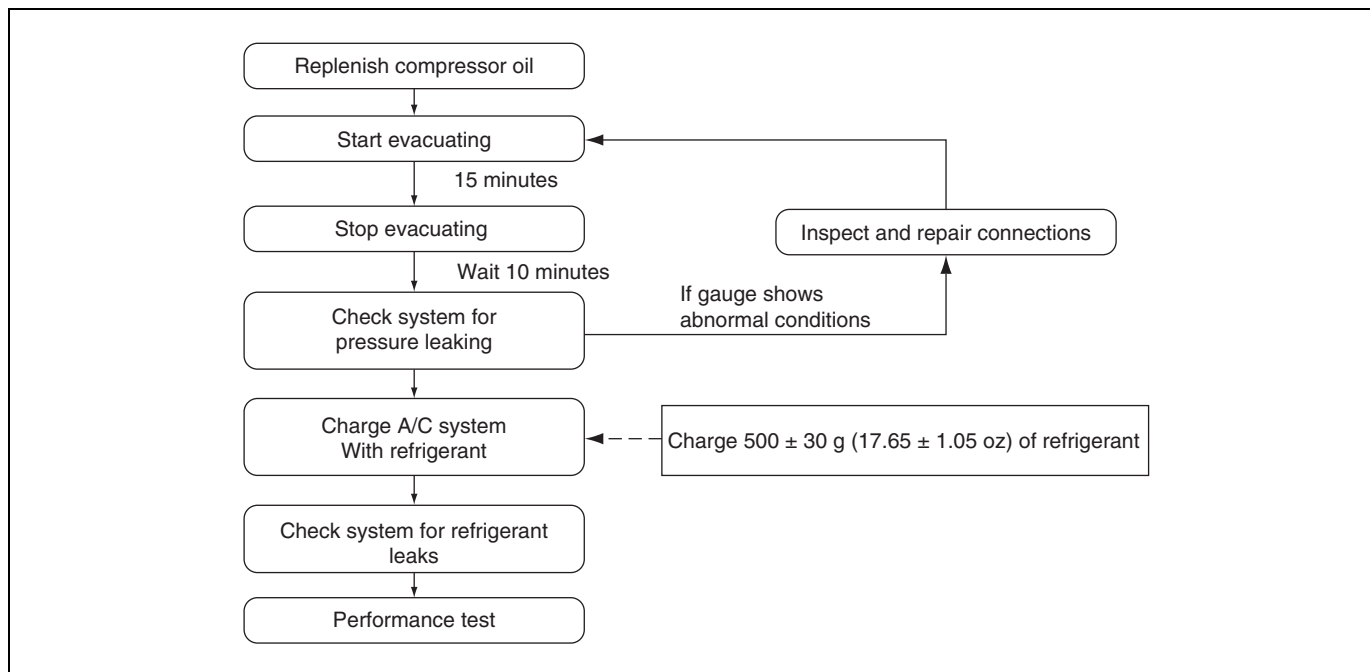 Replenish compressor oil
Start evacuating
15 minutes
Stop evacuating
Inspect and repair connections
Wait 10 minutes
If gauge shows
abnormal conditions
Check system for
pressure leaking
Charge A/C system
With refrigerant
Charge 500 ± 30 g (17.65 ± 1.05 oz) of refrigerant
Check system for refrigerant
leaks
Performance test